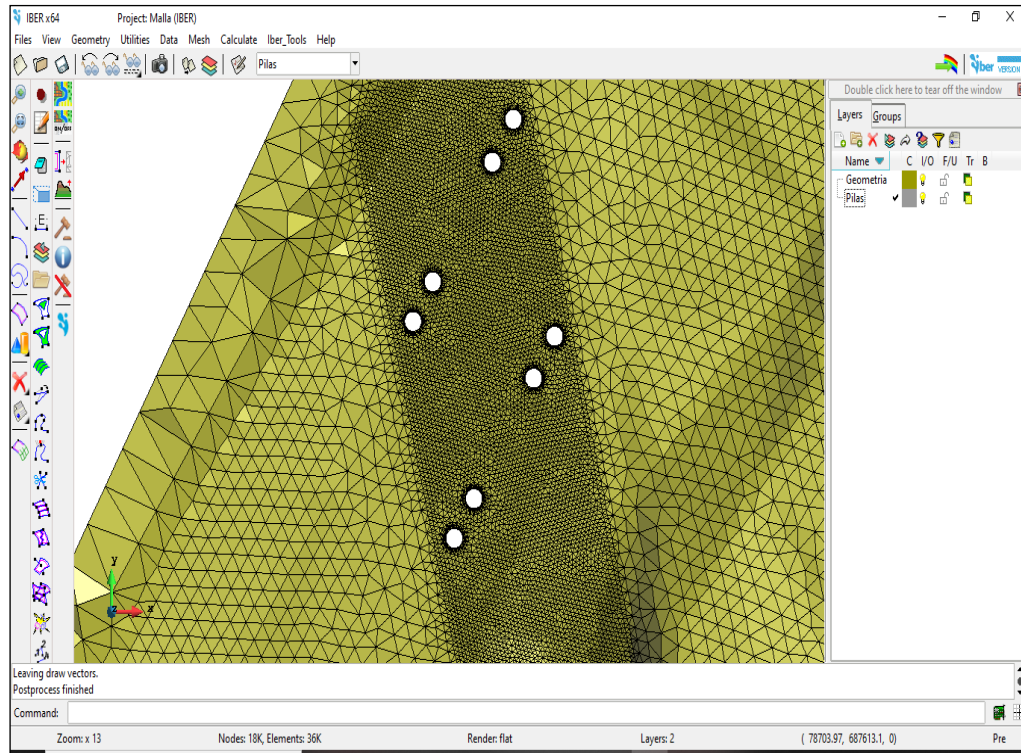 IBER x64 Project: Malla (IBER)
Files View Geometry Utilities Data Mesh Calculate Iber_Tools Help
Pilas
iber VERSION
Double click here to tear off the window
Layers Groups
Name C I/O F/U Tr B
Geometria
Pilas
y
z x
Leaving draw vectors.
Postprocess finished
Command:
Zoom: x 13 Nodes: 18K, Elements: 36K Render: flat Layers: 2 ( 78703.97, 687613.1, 0) Pre